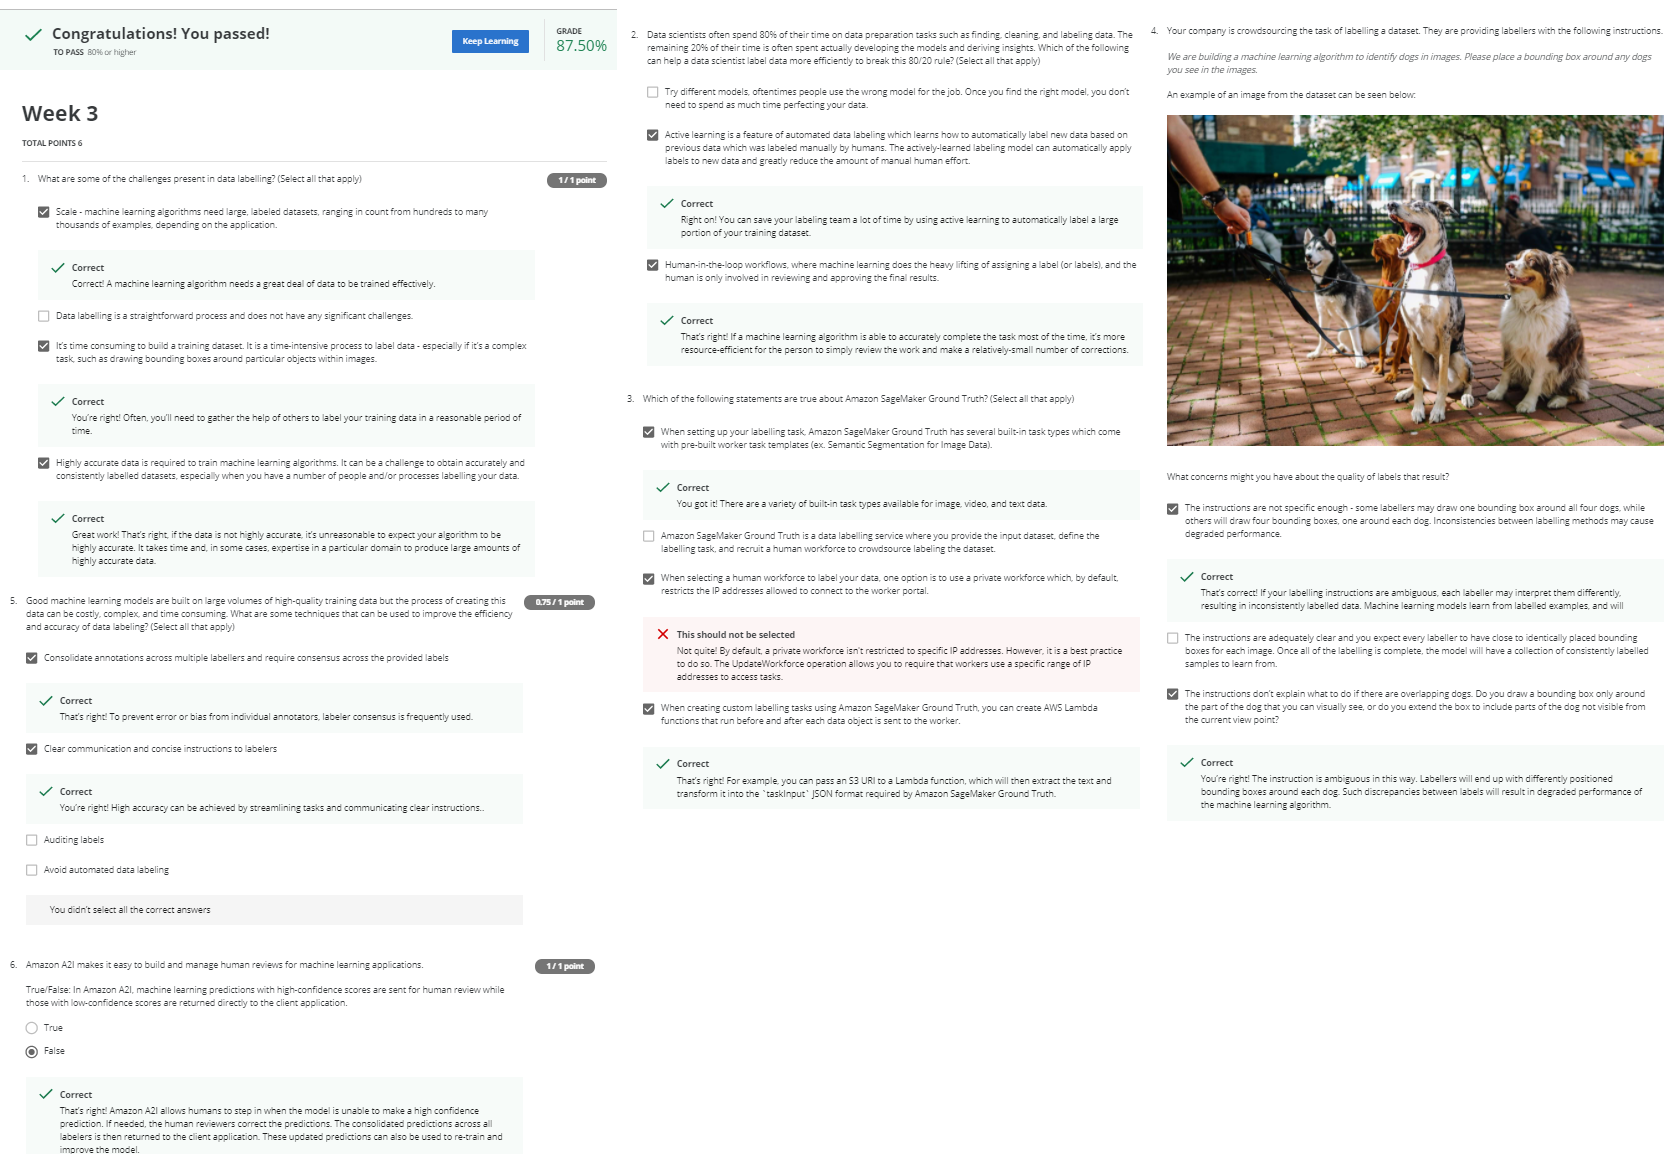 Congratulations! You passed!
TO PASS 80% or higher
Keep Learning
GRADE
87.50%
Week 3
TOTAL POINTS 6
1. What are some of the challenges present in data labelling? (Select all that apply)
1 / 1 point
Scale - machine learning algorithms need large, labeled datasets, ranging in count from hundreds to many
thousands of examples, depending on the application.
Correct
Correct! A machine learning algorithm needs a great deal of data to be trained effectively.
Data labelling is a straightforward process and does not have any significant challenges.
It's time consuming to build a training dataset. It is a time-intensive process to label data - especially if it's a complex
task, such as drawing bounding boxes around particular objects within images.
Correct
You're right! Often, you'll need to gather the help of others to label your training data in a reasonable period of
time.
Highly accurate data is required to train machine learning algorithms. It can be a challenge to obtain accurately and
consistently labelled datasets, especially when you have a number of people and/or processes labelling your data.
Correct
Great work! That's right, if the data is not highly accurate, it's unreasonable to expect your algorithm to be
highly accurate. It takes time and, in some cases, expertise in a particular domain to produce large amounts of
highly accurate data.
2. Data scientists often spend 80% of their time on data preparation tasks such as finding, cleaning, and labeling data. The
remaining 20% of their time is often spent actually developing the models and deriving insights. Which of the following
can help a data scientist label data more efficiently to break this 80/20 rule? (Select all that apply)
Try different models, oftentimes people use the wrong model for the job. Once you find the right model, you don't
need to spend as much time perfecting your data.
Active learning is a feature of automated data labeling which learns how to automatically label new data based on
previous data which was labeled manually by humans. The actively-learned labeling model can automatically apply
labels to new data and greatly reduce the amount of manual human effort.
Correct
Right on! You can save your labeling team a lot of time by using active learning to automatically label a large
portion of your training dataset.
Human-in-the-loop workflows, where machine learning does the heavy lifting of assigning a label (or labels), and the
human is only involved in reviewing and approving the final results.
Correct
That's right! If a machine learning algorithm is able to accurately complete the task most of the time, it's more
resource-efficient for the person to simply review the work and make a relatively-small number of corrections.
3. Which of the following statements are true about Amazon SageMaker Ground Truth? (Select all that apply)
When setting up your labelling task, Amazon SageMaker Ground Truth has several built-in task types which come
with pre-built worker task templates (ex. Semantic Segmentation for Image Data).
Correct
You got it! There are a variety of built-in task types available for image, video, and text data.
Amazon SageMaker Ground Truth is a data labelling service where you provide the input dataset, define the
labelling task, and recruit a human workforce to crowdsource labeling the dataset.
When selecting a human workforce to label your data, one option is to use a private workforce which, by default,
restricts the IP addresses allowed to connect to the worker portal.
This should not be selected
Not quite! By default, a private workforce isn't restricted to specific IP addresses. However, it is a best practice
to do so. The UpdateWorkforce operation allows you to require that workers use a specific range of IP
addresses to access tasks.
When creating custom labelling tasks using Amazon SageMaker Ground Truth, you can create AWS Lambda
functions that run before and after each data object is sent to the worker.
Correct
That's right! For example, you can pass an S3 URI to a Lambda function, which will then extract the text and
transform it into the `taskInput` JSON format required by Amazon SageMaker Ground Truth.
4. Your company is crowdsourcing the task of labelling a dataset. They are providing labellers with the following instructions.
We are building a machine learning algorithm to identify dogs in images. Please place a bounding box around any dogs
you see in the images.
An example of an image from the dataset can be seen below:
What concerns might you have about the quality of labels that result?
The instructions are not specific enough - some labellers may draw one bounding box around all four dogs, while
others will draw four bounding boxes, one around each dog. Inconsistencies between labelling methods may cause
degraded performance.
Correct
That's correct! If your labelling instructions are ambiguous, each labeller may interpret them differently,
resulting in inconsistently labelled data. Machine learning models learn from labelled examples, and will
The instructions are adequately clear and you expect every labeller to have close to identically placed bounding
boxes for each image. Once all of the labelling is complete, the model will have a collection of consistently labelled
samples to learn from.
The instructions don't explain what to do if there are overlapping dogs. Do you draw a bounding box only around
the part of the dog that you can visually see, or do you extend the box to include parts of the dog not visible from
the current view point?
Correct
You're right! The instruction is ambiguous in this way. Labellers will end up with differently positioned
bounding boxes around each dog. Such discrepancies between labels will result in degraded performance of
the machine learning algorithm.
5. Good machine learning models are built on large volumes of high-quality training data but the process of creating this
data can be costly, complex, and time consuming. What are some techniques that can be used to improve the efficiency
and accuracy of data labeling? (Select all that apply)
0.75 / 1 point
Consolidate annotations across multiple labellers and require consensus across the provided labels
Correct
That's right! To prevent error or bias from individual annotators, labeler consensus is frequently used.
Clear communication and concise instructions to labelers
Correct
You're right! High accuracy can be achieved by streamlining tasks and communicating clear instructions..
Auditing labels
Avoid automated data labeling
You didn't select all the correct answers
6. Amazon A2I makes it easy to build and manage human reviews for machine learning applications.
1 / 1 point
True/False: In Amazon A2I, machine learning predictions with high-confidence scores are sent for human review while
those with low-confidence scores are returned directly to the client application.
True
False
Correct
That's right! Amazon A2I allows humans to step in when the model is unable to make a high confidence
prediction. If needed, the human reviewers correct the predictions. The consolidated predictions across all
labelers is then returned to the client application. These updated predictions can also be used to re-train and
improve the model.